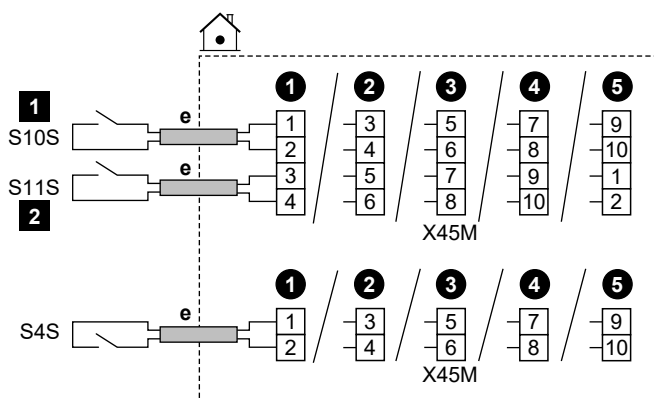 1 2 3 4 5
1 e 1 3 5 7 9
S10S 2 4 6 8 10
S11S e 3 5 7 9 1
2 4 6 8 10 2
X45M
1 2 3 4 5
e 1 3 5 7 9
S4S 2 4 6 8 10
X45M